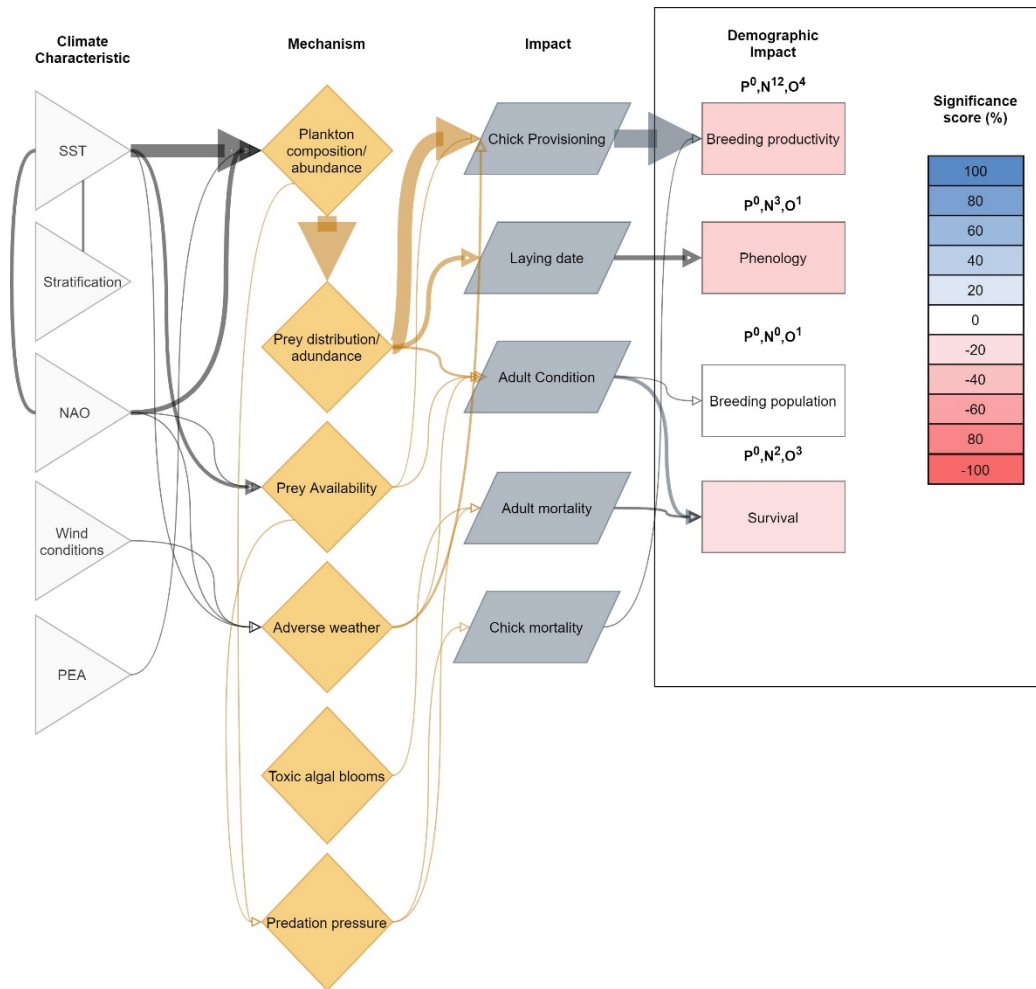 Climate
Characteristic
Mechanism
Impact
Demographic
Impact
P0,N12,O4
Significance
score (%)
SST
Plankton
composition/
abundance
Chick Provisioning
Breeding productivity
100
80
60
40
20
0
-20
-40
-60
80
-100
P0,N3,O1
Stratification
Laying date
Phenology
Prey distribution/
adundance
P0,N0,O1
NAO
Adult Condition
Breeding population
P0,N2,O3
Prey Availability
Adult mortality
Survival
Wind
conditions
Adverse weather
Chick mortality
PEA
Toxic algal blooms
Predation pressure